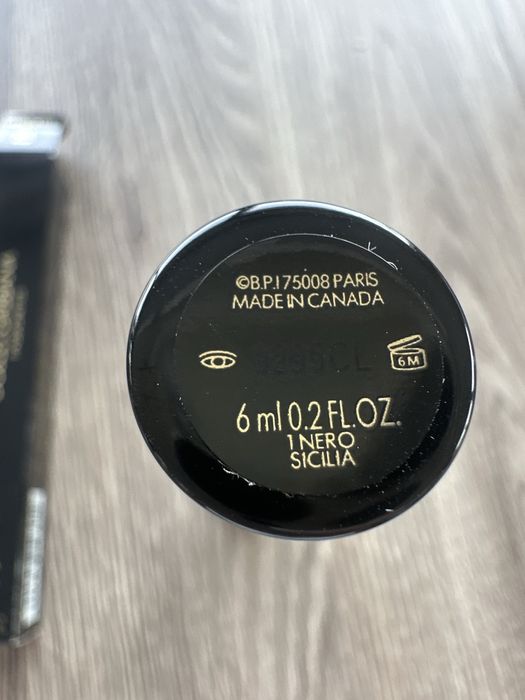 ©B.P.I 75008 PARIS
MADE IN CANADA
6M
6 ml 0.2 FL.OZ.
1 NERO
SICILIA